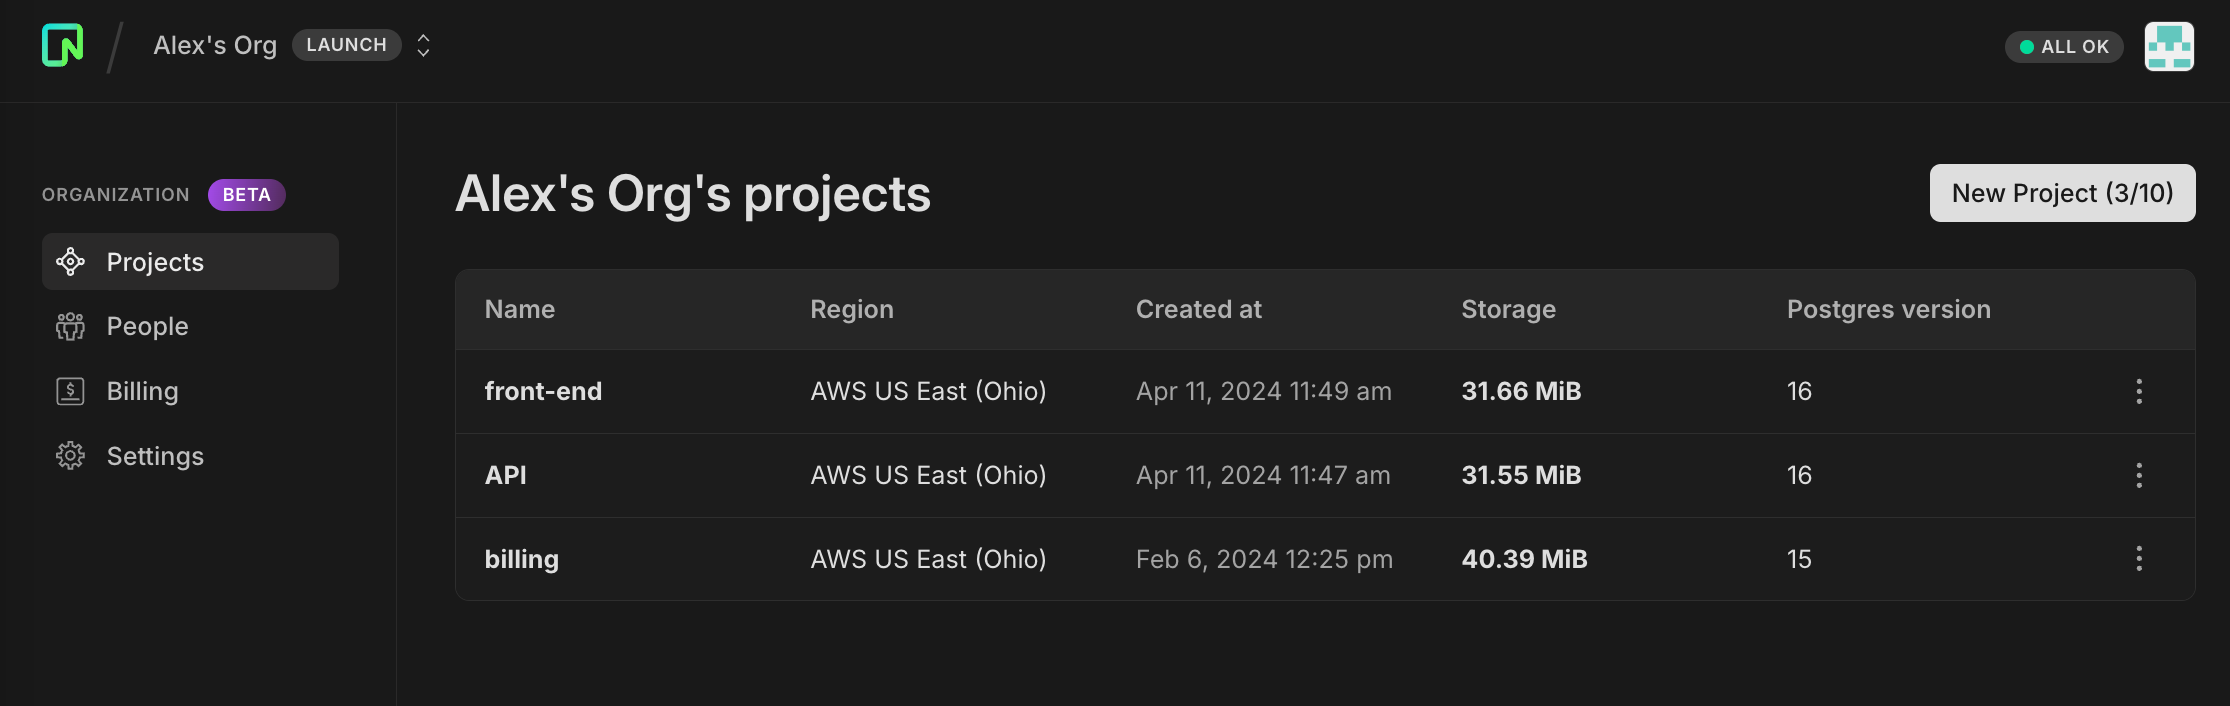 Alex's Org LAUNCH
ALL OK
ORGANIZATION BETA
Projects
People
Billing
Settings
Alex's Org's projects
New Project (3/10)
Name Region Created at Storage Postgres version
front-end AWS US East (Ohio) Apr 11, 2024 11:49 am 31.66 MiB 16
API AWS US East (Ohio) Apr 11, 2024 11:47 am 31.55 MiB 16
billing AWS US East (Ohio) Feb 6, 2024 12:25 pm 40.39 MiB 15